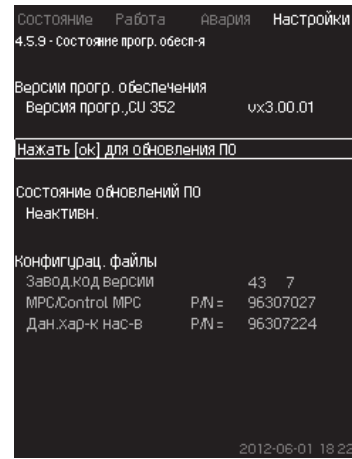 Состояние Работа Авария Настройки
4.5.9 - Состояние прогр. обесп-я
Версии прогр. обеспечения
Версия прогр.,CU 352 vx3.00.01
Нажать [ok] для обновления ПО
Состояние обновлений ПО
Неактивн.
Конфигурац. файлы
Завод.код версии 43 7
MPC/Control MPC P/N = 96307027
Дан.хар-к нас-в P/N = 96307224
2012-06-01 18:22